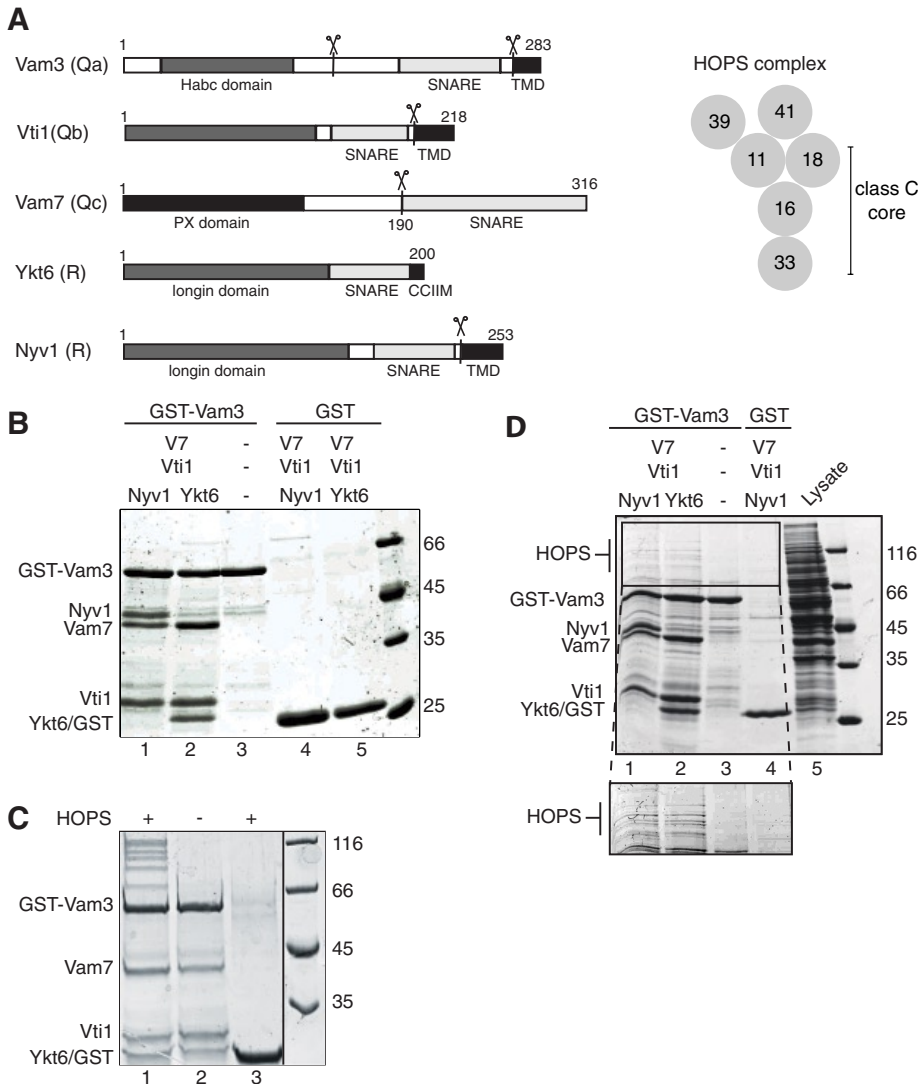 A
1
283
Vam3 (Qa)
Habc domain
SNARE
TMD
1
218
Vti1(Qb)
SNARE
TMD
1
316
Vam7 (Qc)
PX domain
190
SNARE
1
200
Ykt6 (R)
longin domain
SNARE
CCIIM
1
253
Nyv1 (R)
longin domain
SNARE
TMD
HOPS complex
39
41
11
18
16
33
class C
core
B
GST-Vam3
GST
V7
-
V7
V7
Vti1
-
Vti1
Vti1
Nyv1
Ykt6
-
Nyv1
Ykt6
66
GST-Vam3
45
Nyv1
Vam7
35
Vti1
25
Ykt6/GST
1
2
3
4
5
C
HOPS
+
-
+
116
GST-Vam3
66
45
Vam7
35
Vti1
Ykt6/GST
1
2
3
D
GST-Vam3
GST
V7
-
V7
Vti1
-
Vti1
Nyv1
Ykt6
-
Nyv1
Lysate
HOPS
116
GST-Vam3
66
Nyv1
45
Vam7
35
Vti1
Ykt6/GST
25
1
2
3
4
5
HOPS